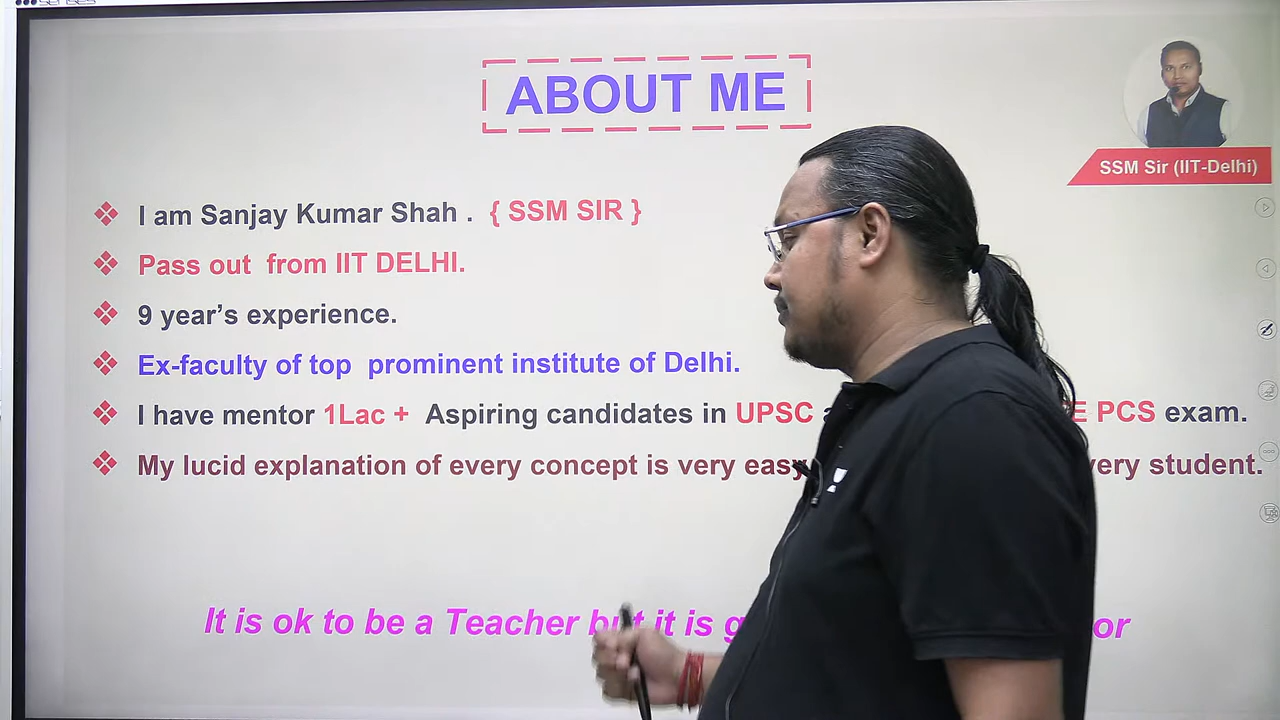 ABOUT ME
SSM Sir (IIT-Delhi)
I am Sanjay Kumar Shah . { SSM SIR }
Pass out from IIT DELHI.
9 year’s experience.
Ex-faculty of top prominent institute of Delhi.
I have mentor 1Lac + Aspiring candidates in UPSC PCS exam.
My lucid explanation of every concept is very easy very student.
It is ok to be a Teacher but it is